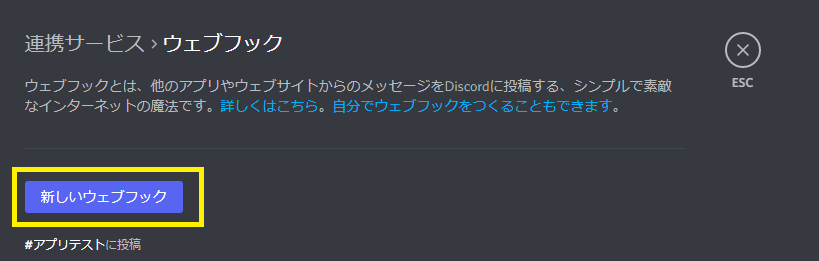 連携サービス › ウェブフック
ウェブフックとは、他のアプリやウェブサイトからのメッセージをDiscordに投稿する、シンプルで素敵
なインターネットの魔法です。詳しくはこちら。自分でウェブフックをつくることもできます。
ESC
新しいウェブフック
#アプリテストに投稿